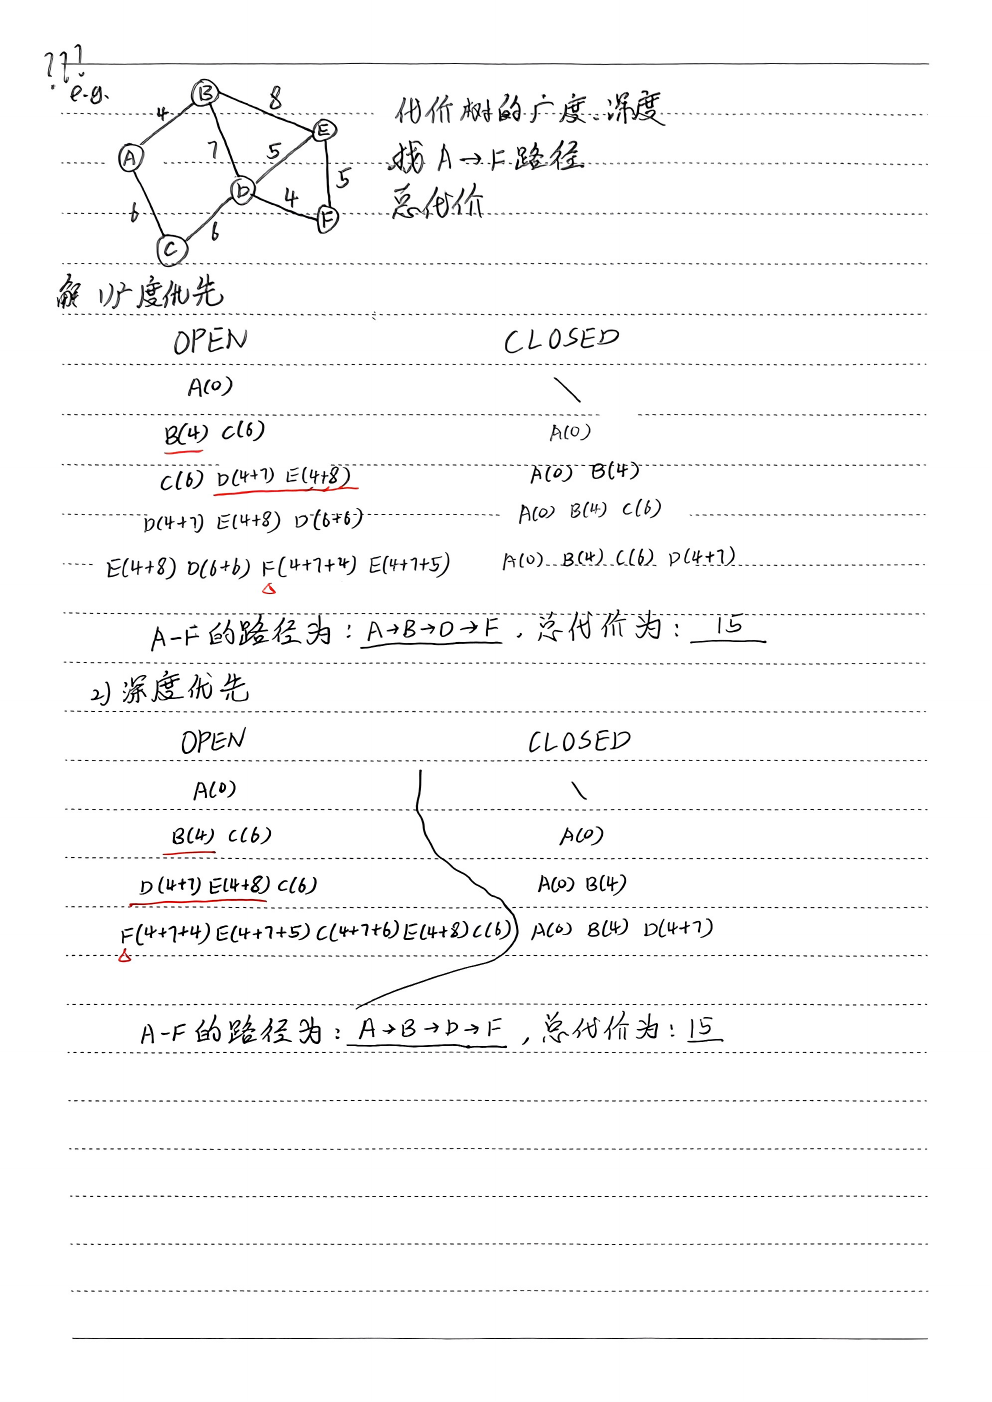 ???
e.g.
A B C D E F
4 8 7 5 5 4 6 6
代价树的广度、深度
找 A→F 路径
总代价
解 1)广度优先
OPEN CLOSED
A(0) \
B(4) C(6) A(0)
C(6) D(4+7) E(4+8) A(0) B(4)
D(4+7) E(4+8) D(6+6) A(0) B(4) C(6)
E(4+8) D(6+6) F(4+7+4) E(4+7+5) A(0) B(4) C(6) D(4+7)
A-F的路径为: A→B→D→F , 总代价为: 15
2) 深度优先
OPEN CLOSED
A(0) \
B(4) C(6) A(0)
D(4+7) E(4+8) C(6) A(0) B(4)
F(4+7+4) E(4+7+5) C(4+7+6) E(4+8) C(6) A(0) B(4) D(4+7)
A-F的路径为: A→B→D→F , 总代价为: 15